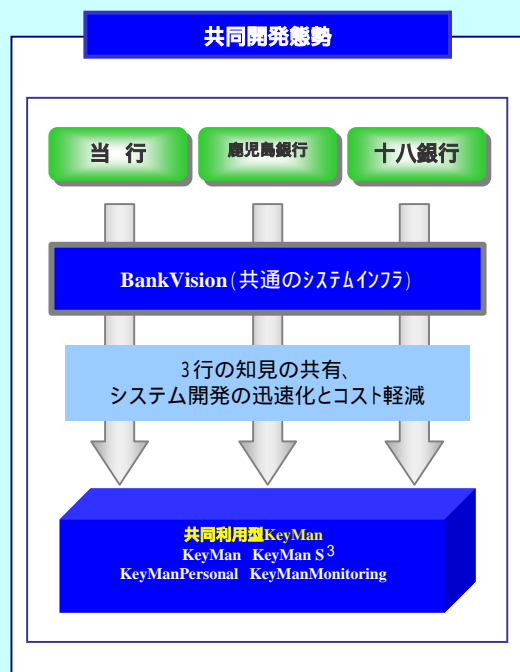 共同開発態勢
当 行
鹿児島銀行
十八銀行
BankVision(共通のシステムインフラ)
3行の知見の共有、
システム開発の迅速化とコスト軽減
共同利用型KeyMan
KeyMan KeyMan S3
KeyManPersonal KeyManMonitoring